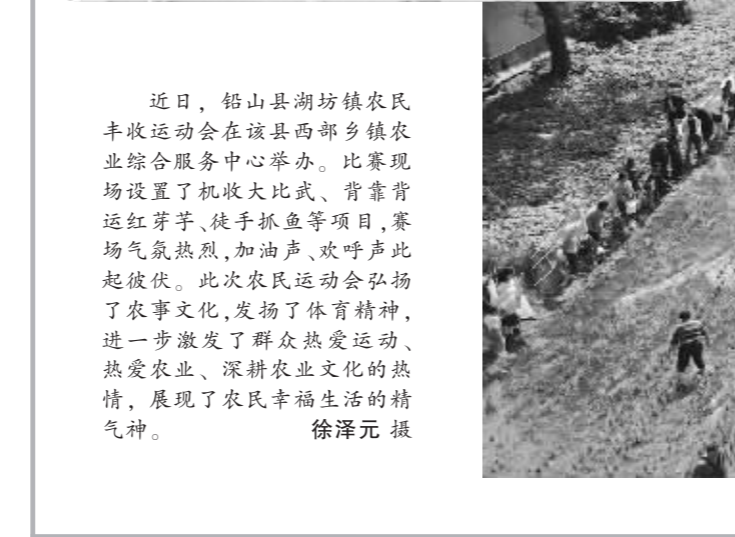 近日，铅山县湖坊镇农民
丰收运动会在该县西部乡镇农
业综合服务中心举办。比赛现
场设置了机收大比武、背靠背
运红芽芋、徒手抓鱼等项目，赛
场气氛热烈，加油声、欢呼声此
起彼伏。此次农民运动会弘扬
了农事文化，发扬了体育精神，
进一步激发了群众热爱运动、
热爱农业、深耕农业文化的热
情，展现了农民幸福生活的精
气神。 徐泽元 摄